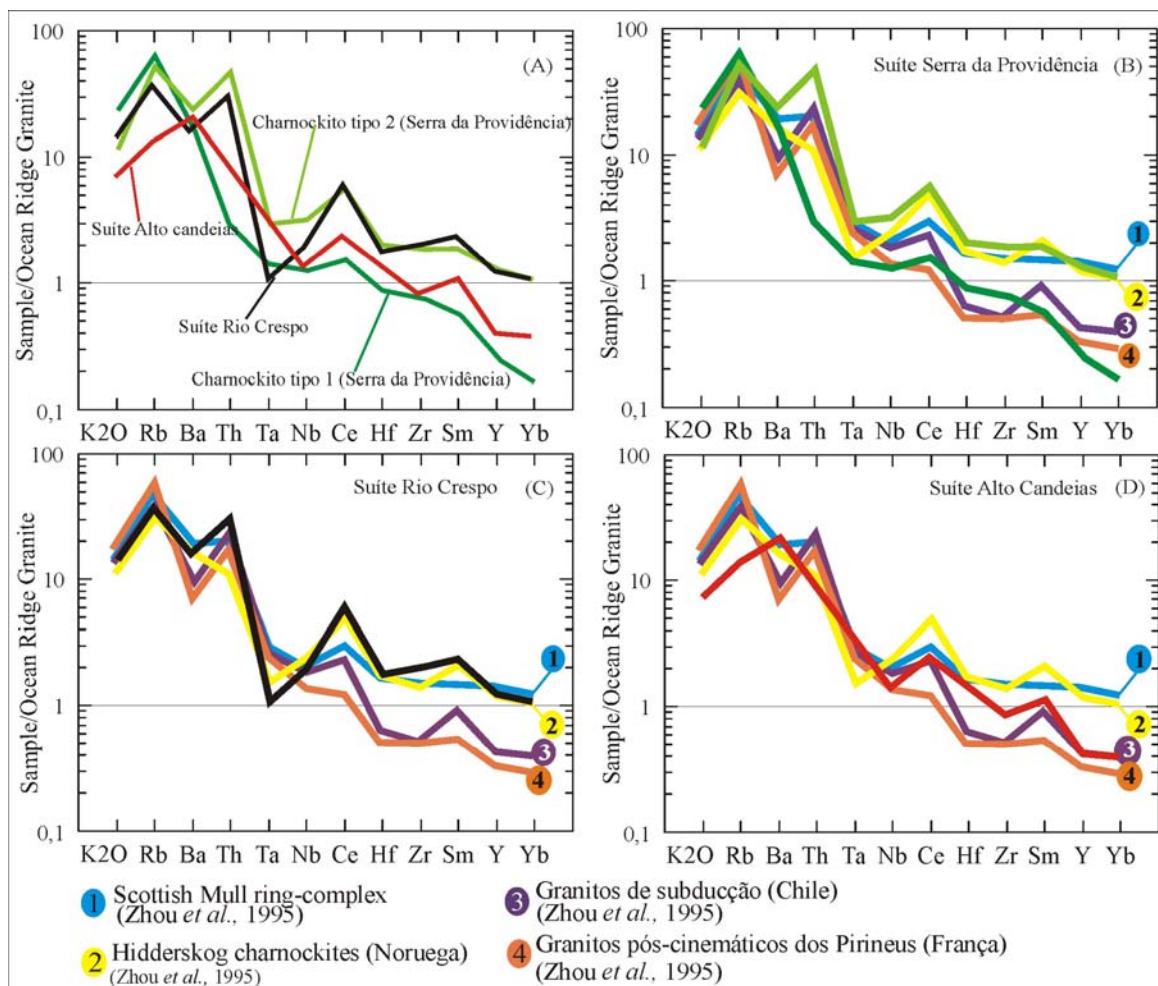 100
10
1
0,1
Sample/Ocean Ridge Granite
(A)
Charnockito tipo 2 (Serra da Providência)
Suíte Alto candeias
Suíte Rio Crespo
Charnockito tipo 1 (Serra da Providência)
K2O Rb Ba Th Ta Nb Ce Hf Zr Sm Y Yb
100
10
1
0,1
Sample/Ocean Ridge Granite
Suíte Serra da Providência (B)
1
2
3
4
K2O Rb Ba Th Ta Nb Ce Hf Zr Sm Y Yb
100
10
1
0,1
Sample/Ocean Ridge Granite
Suíte Rio Crespo (C)
1
2
3
4
K2O Rb Ba Th Ta Nb Ce Hf Zr Sm Y Yb
100
10
1
0,1
Sample/Ocean Ridge Granite
Suíte Alto Candeias (D)
1
2
3
4
K2O Rb Ba Th Ta Nb Ce Hf Zr Sm Y Yb
1 Scottish Mull ring-complex
(Zhou et al., 1995)
2 Hidderskog charnockites (Noruega)
(Zhou et al., 1995)
3 Granitos de subducção (Chile)
(Zhou et al., 1995)
4 Granitos pós-cinemáticos dos Pirineus (França)
(Zhou et al., 1995)